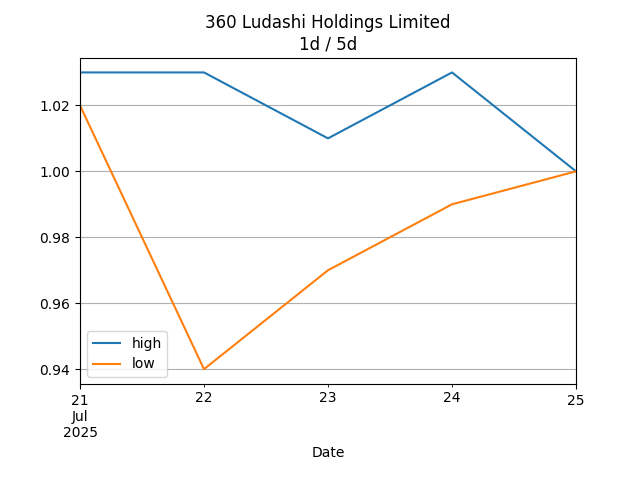 360 Ludashi Holdings Limited
1d / 5d
1.02
1.00
0.98
0.96
0.94
high
low
21
Jul
2025
22
23
24
25
Date